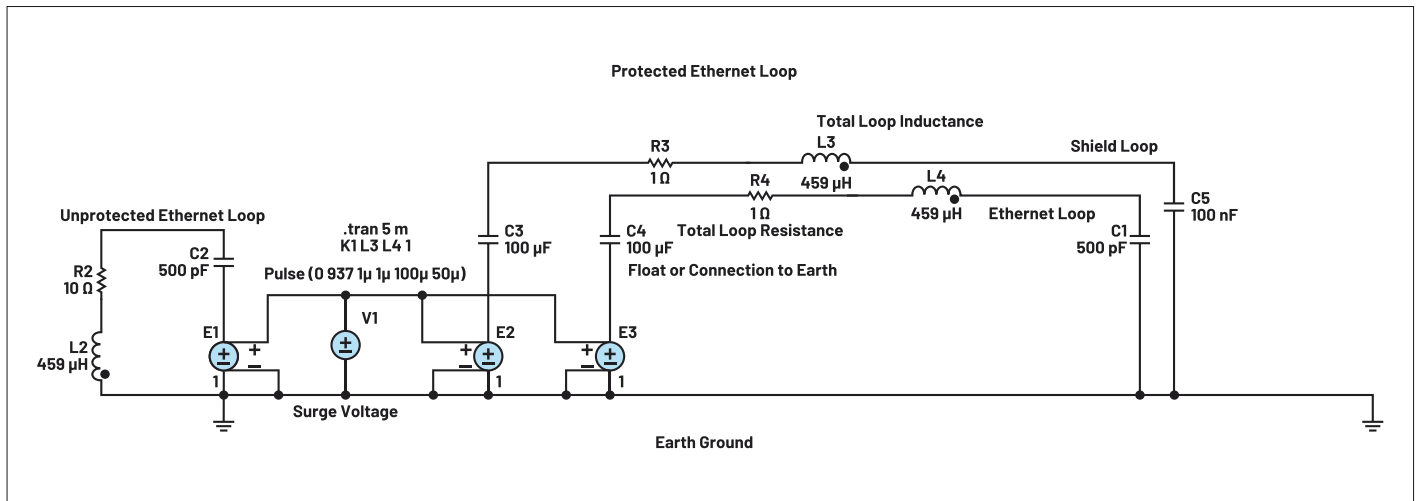 Protected Ethernet Loop
Total Loop Inductance
L3
459 µH
R3
1 Ω
Shield Loop
L4
459 µH
R4
1 Ω
Ethernet Loop
C5
100 nF
Unprotected Ethernet Loop
.tran 5 m
K1 L3 L4 1
Pulse (0 937 1µ 1µ 100µ 50µ)
C3
100 µF
C4
100 µF
Total Loop Resistance
Float or Connection to Earth
C1
500 pF
C2
500 pF
R2
10 Ω
L2
459 µH
E1
+
–
1
+
–
V1
+
–
E2
+
–
1
+
–
E3
+
–
1
+
–
Surge Voltage
Earth Ground